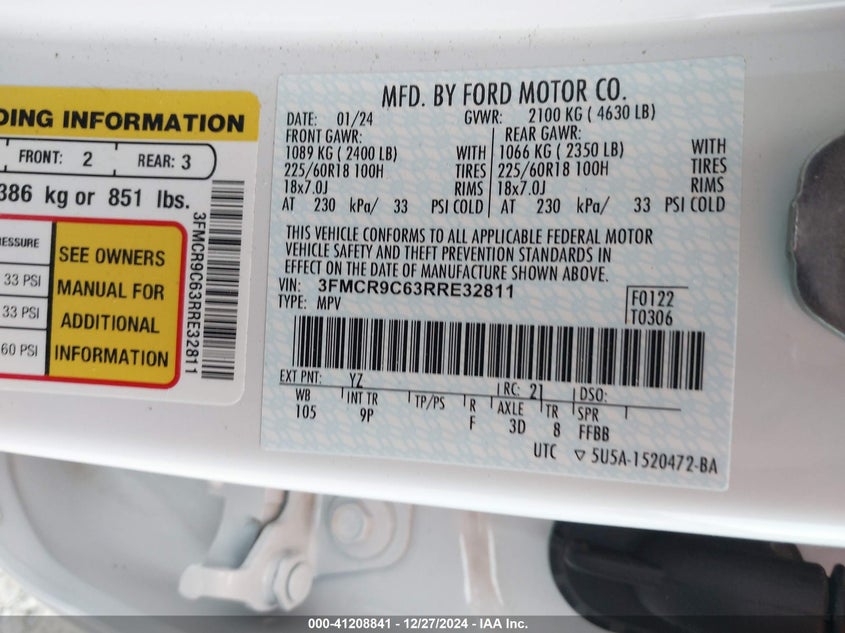 DING INFORMATION
FRONT: 2 REAR: 3
386 kg or 851 lbs.
ESSURE
33 PSI
33 PSI
60 PSI
SEE OWNERS
MANUAL FOR
ADDITIONAL
INFORMATION
3FMCR9C63RRE32811
MFD. BY FORD MOTOR CO.
DATE: 01/24 GVWR: 2100 KG ( 4630 LB)
FRONT GAWR: REAR GAWR:
1089 KG ( 2400 LB) WITH 1066 KG ( 2350 LB) WITH
225/60R18 100H TIRES 225/60R18 100H TIRES
18x7.0J RIMS 18x7.0J RIMS
AT 230 kPa/ 33 PSI COLD AT 230 kPa/ 33 PSI COLD
THIS VEHICLE CONFORMS TO ALL APPLICABLE FEDERAL MOTOR
VEHICLE SAFETY AND THEFT PREVENTION STANDARDS IN
EFFECT ON THE DATE OF MANUFACTURE SHOWN ABOVE.
VIN: 3FMCR9C63RRE32811
TYPE: MPV
F0122
T0306
EXT PNT: YZ RC: 21 DSO:
WB INT TR TP/PS R AXLE TR SPR
105 9P F 3D 8 FFBB
UTC ▽ 5U5A-1520472-BA
000-41208841 - 12/27/2024 - IAA Inc.